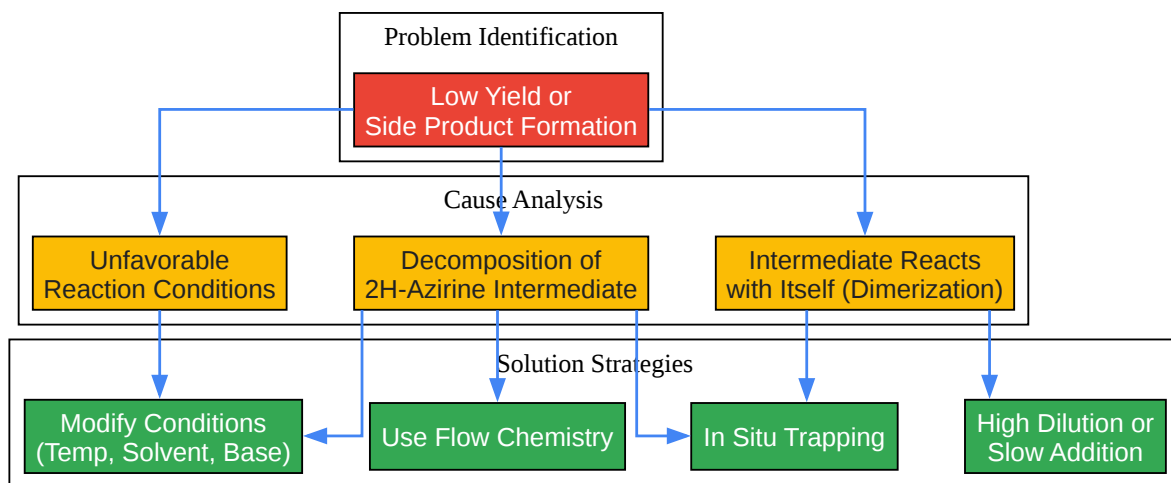 Problem Identification
Low Yield or
Side Product Formation
Cause Analysis
Unfavorable
Reaction Conditions
Decomposition of
2H-Azirine Intermediate
Intermediate Reacts
with Itself (Dimerization)
Solution Strategies
Modify Conditions
(Temp, Solvent, Base)
Use Flow Chemistry
In Situ Trapping
High Dilution or
Slow Addition